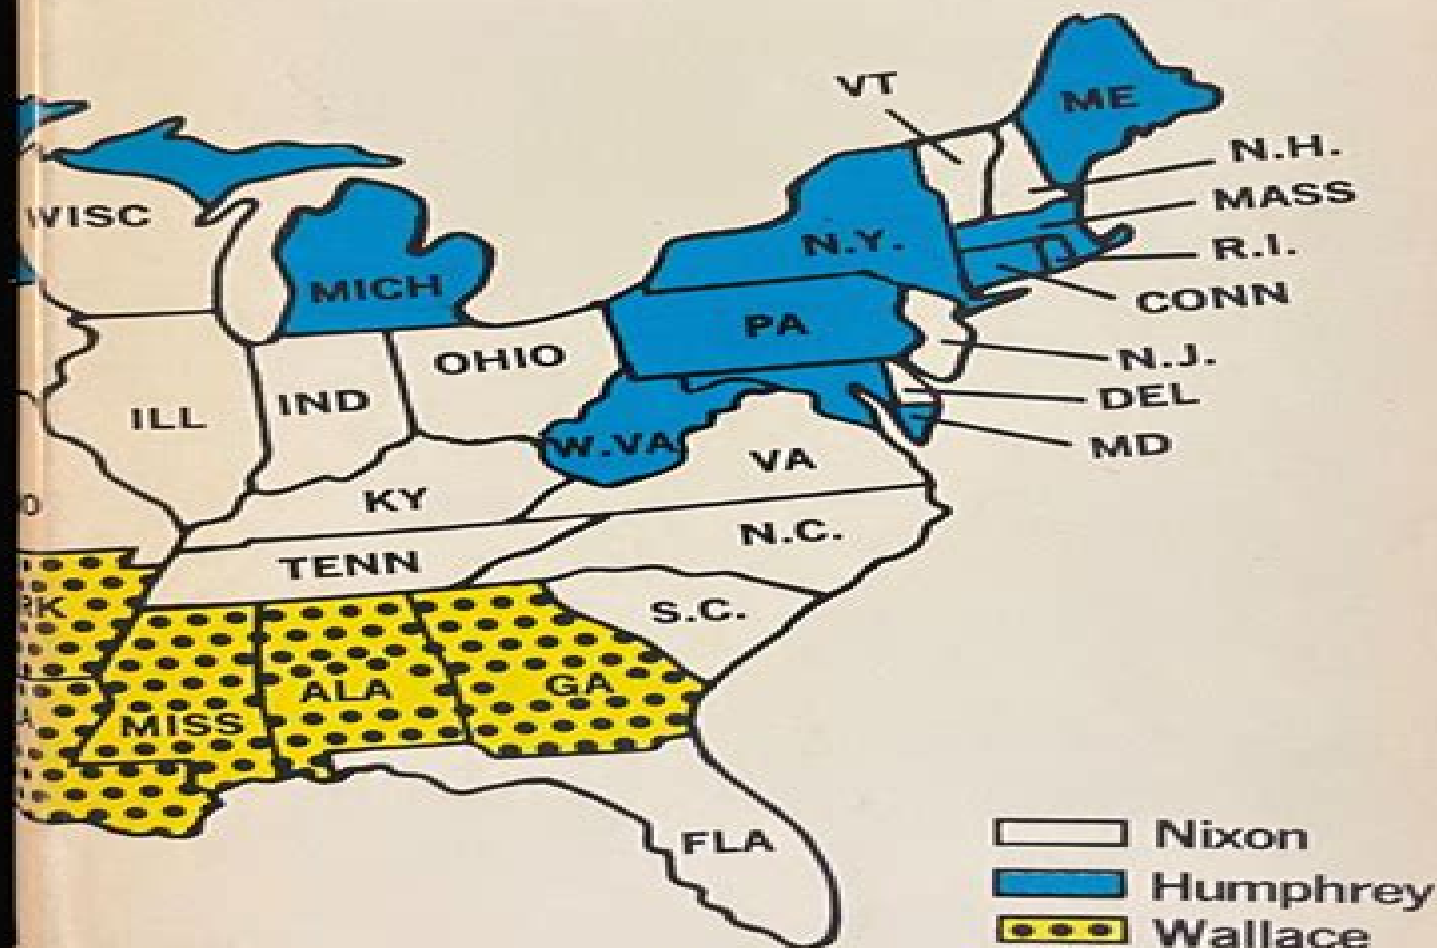 VT
ME
N.H.
MASS
WISC
N.Y.
R.I.
MICH
CONN
PA
N.J.
OHIO
DEL
IND
ILL
W.VA
MD
VA
KY
N.C.
TENN
S.C.
GA
ALA
MISS
FLA
Nixon
Humphrey
Wallace